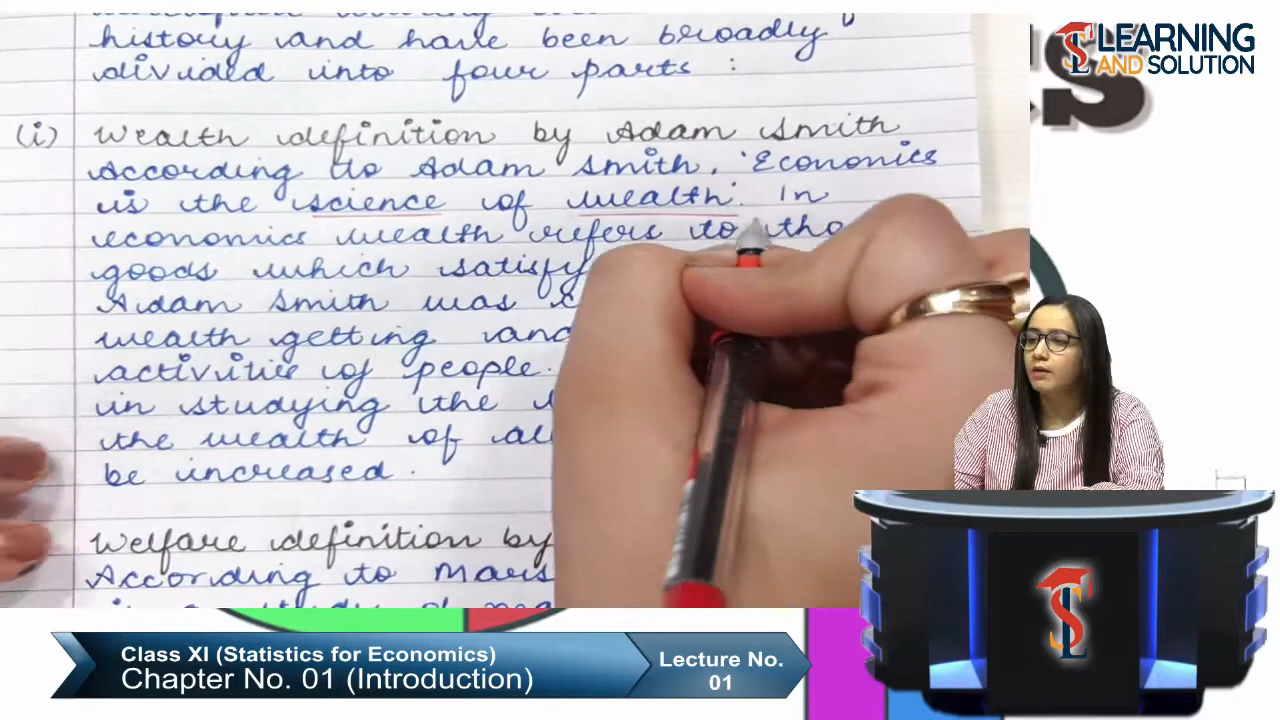 history and have been broadly
divided into four parts :
(i) Wealth definition by Adam Smith
According to Adam Smith, 'Economics
is the science of wealth'. In
economics wealth refers to
goods which satisfy
Adam Smith was
wealth getting and
activities of people.
in studying the
the wealth of
be increased.
Welfare definition by
According to
LEARNING
AND SOLUTION
Class XI (Statistics for Economics)
Chapter No. 01 (Introduction)
Lecture No.
01